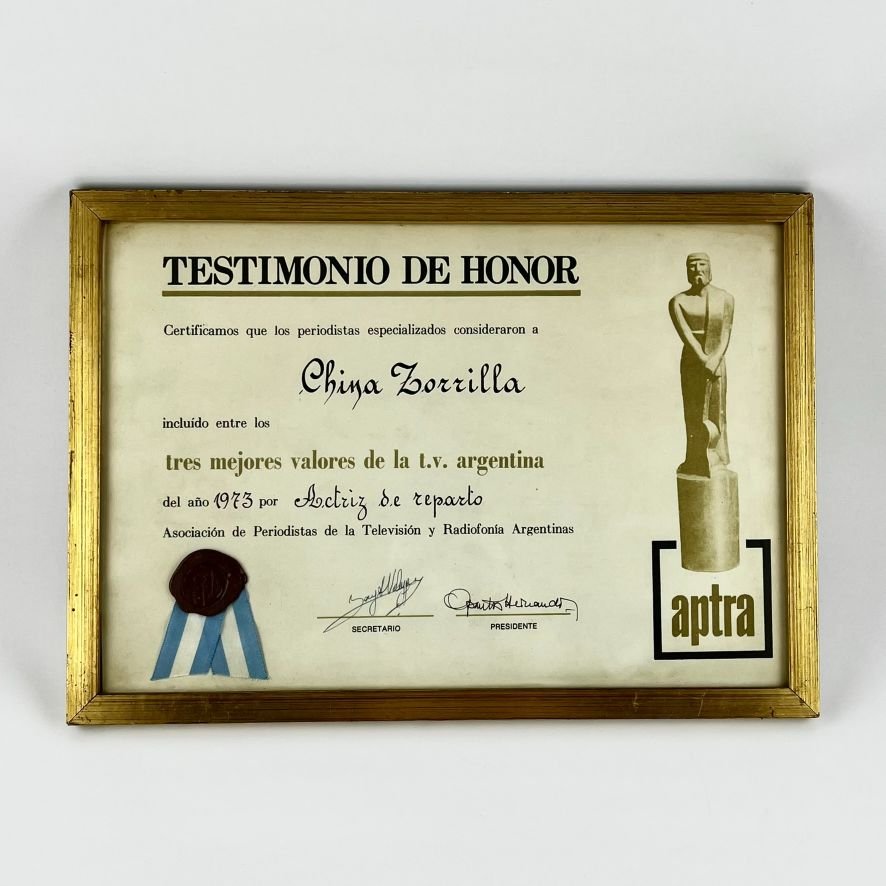 TESTIMONIO DE HONOR
Certificamos que los periodistas especializados consideraron a
China Zorrilla
incluído entre los
tres mejores valores de la t.v. argentina
del año 1973 por Actriz de reparto
Asociación de Periodistas de la Televisión y Radiofonía Argentinas
SECRETARIO
PRESIDENTE
aptra